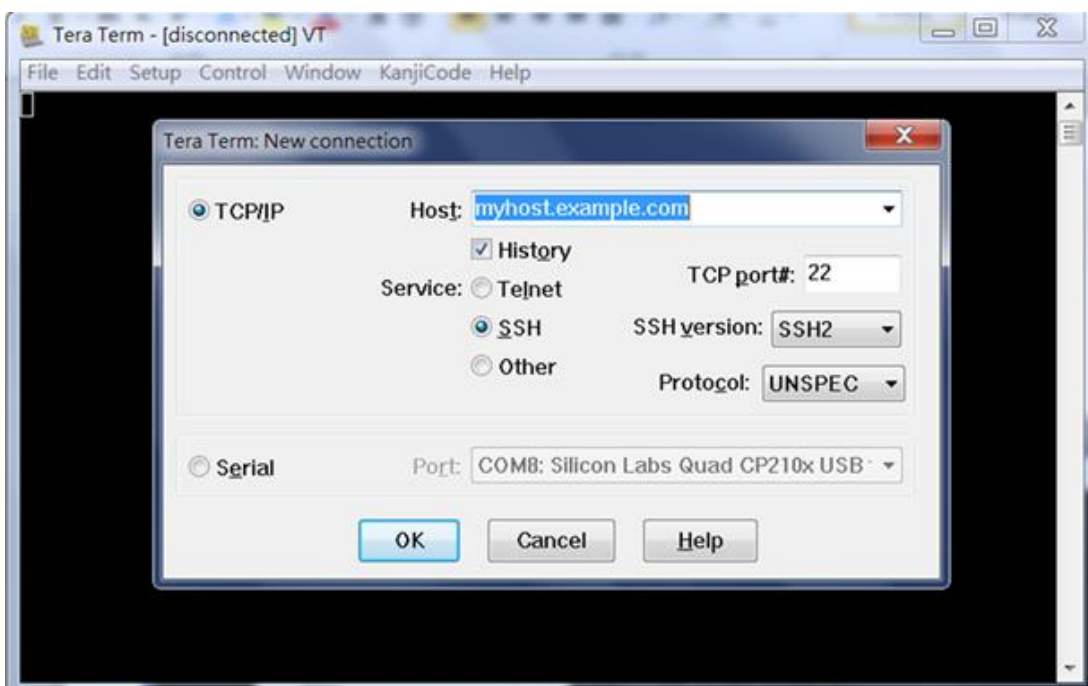 Tera Term - [disconnected] VT
File Edit Setup Control Window KanjiCode Help
Tera Term: New connection
TCP/IP Host: myhost.example.com
History
Service: Telnet TCP port#: 22
SSH SSH version: SSH2
Other Protocol: UNSPEC
Serial Port: COM8: Silicon Labs Quad CP210x USB
OK Cancel Help